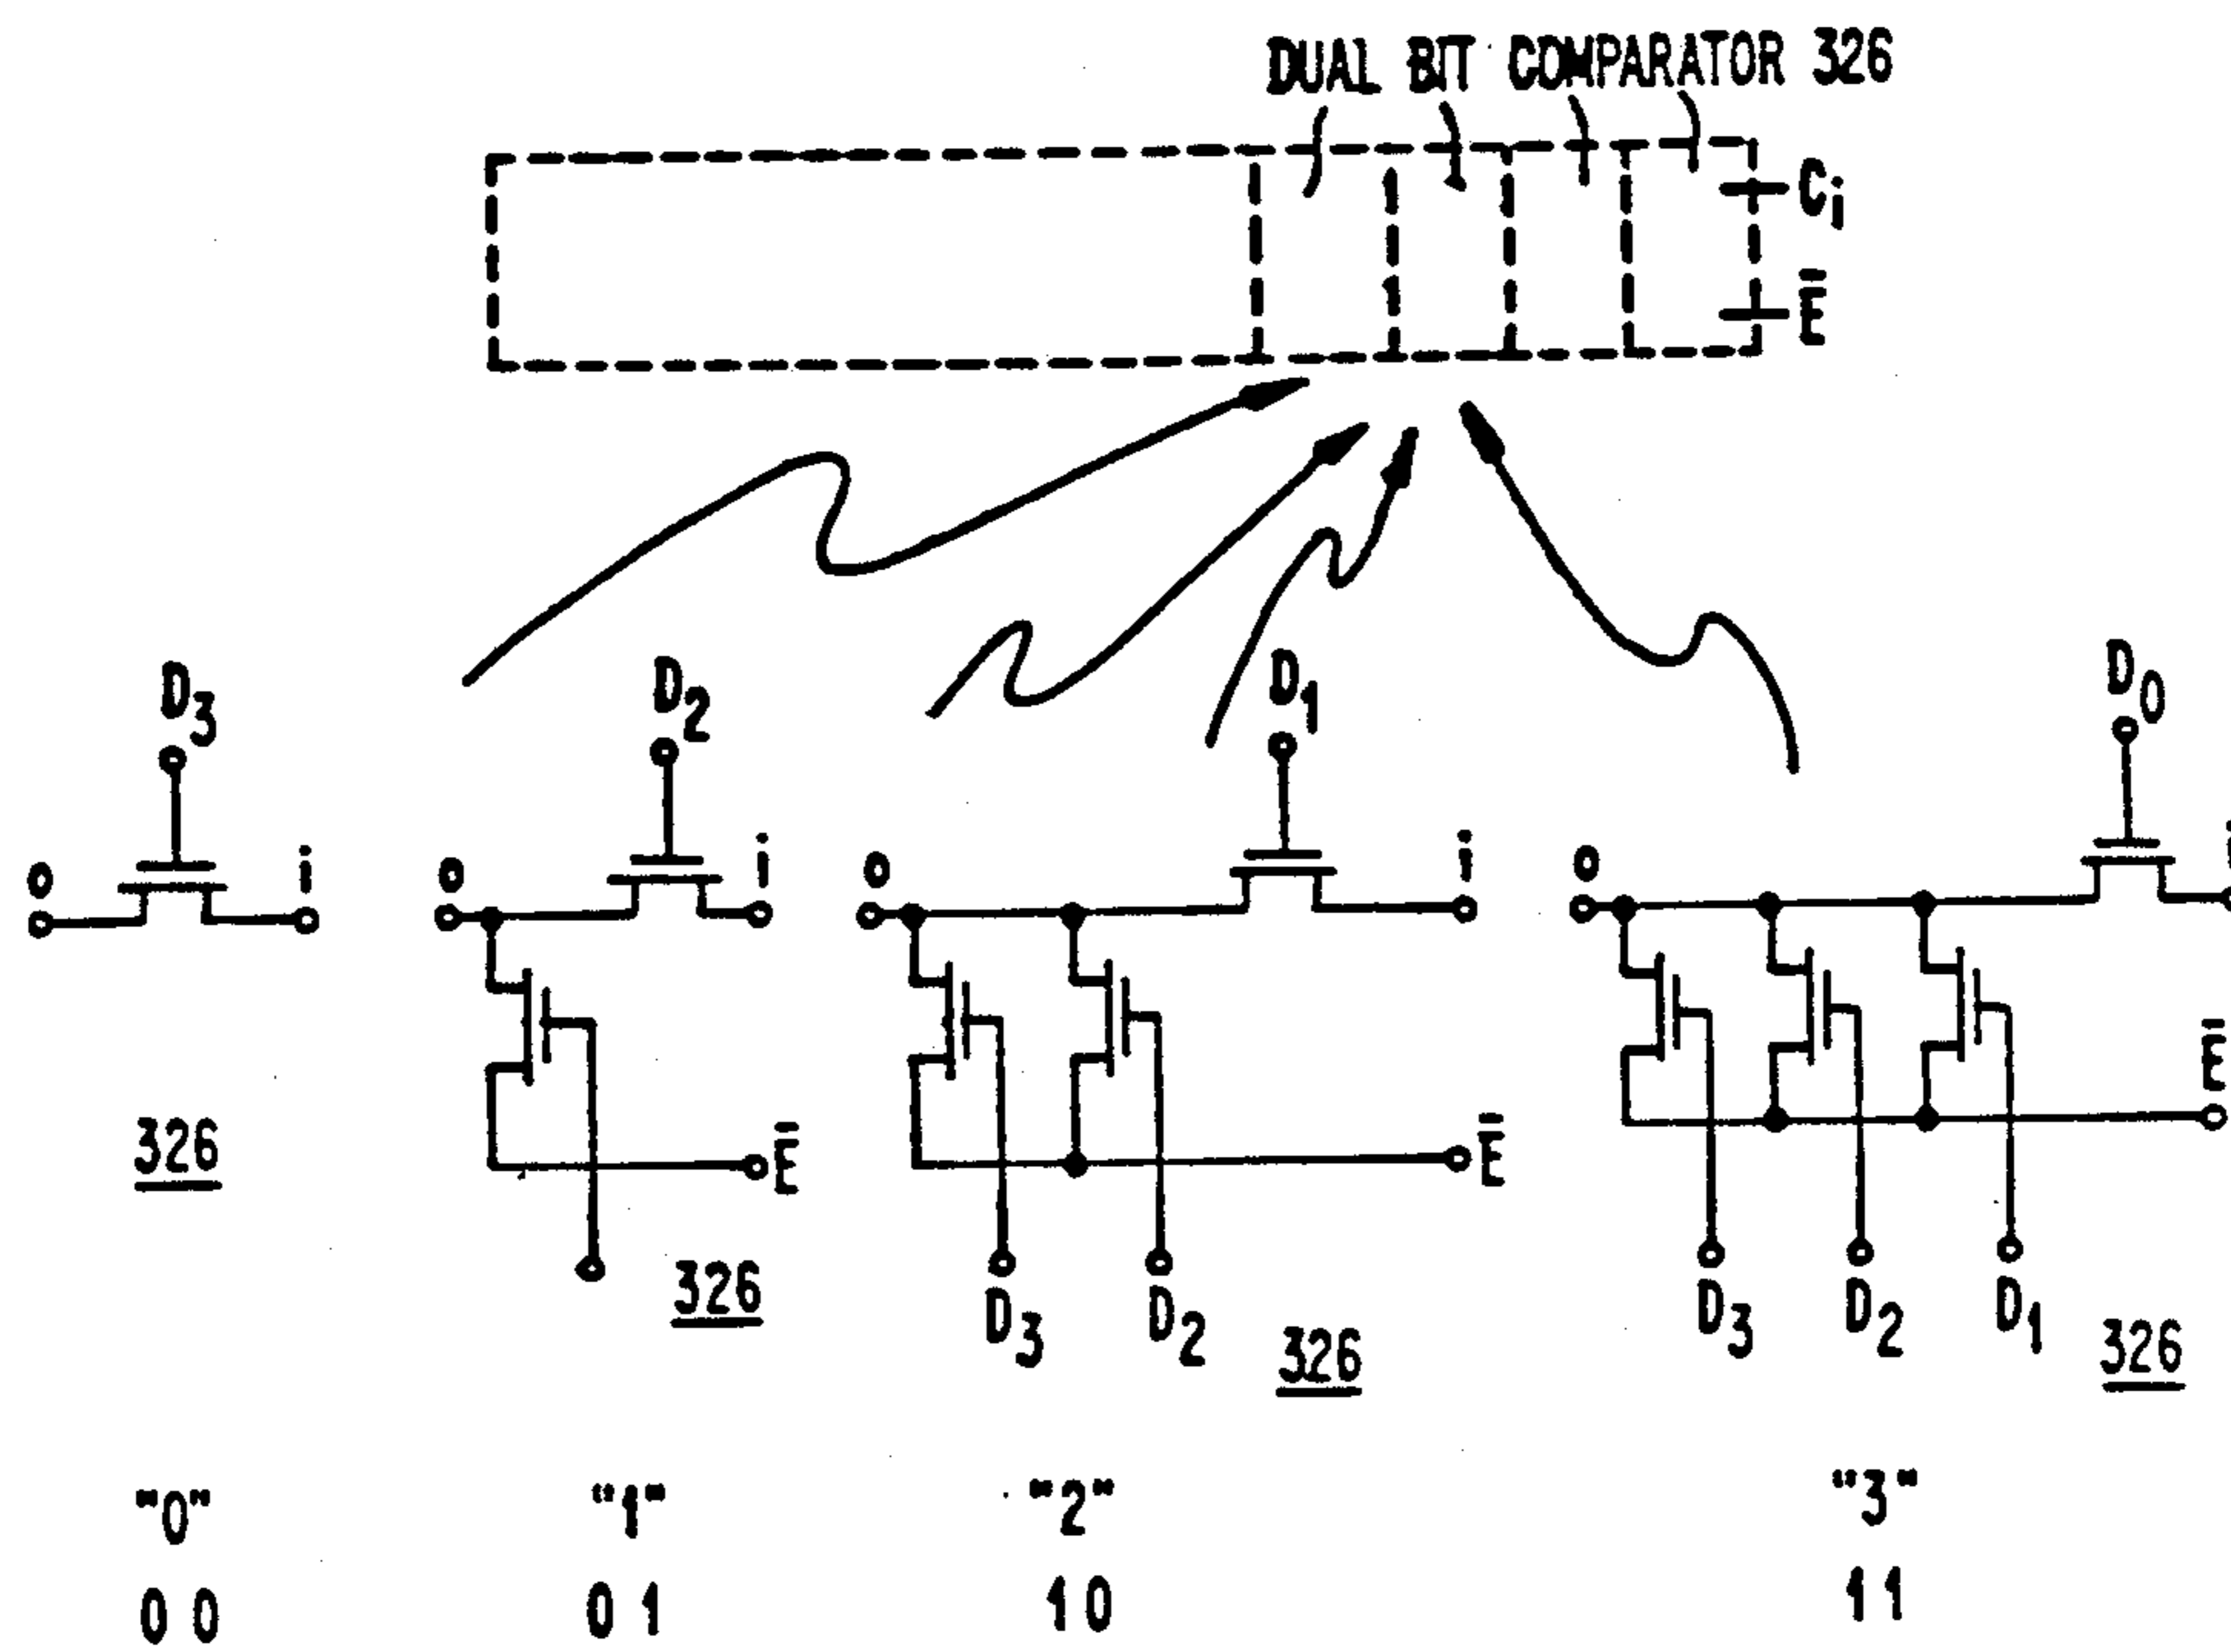 DUAL BIT COMPARATOR 326
Ci
E̅
D3
D2
D1
D0
o
i
o
i
o
i
o
i
E̅
E̅
E̅
326
326
D3
D2
326
D3
D2
D1
326
"0"
"1"
"2"
"3"
0 0
0 1
1 0
1 1